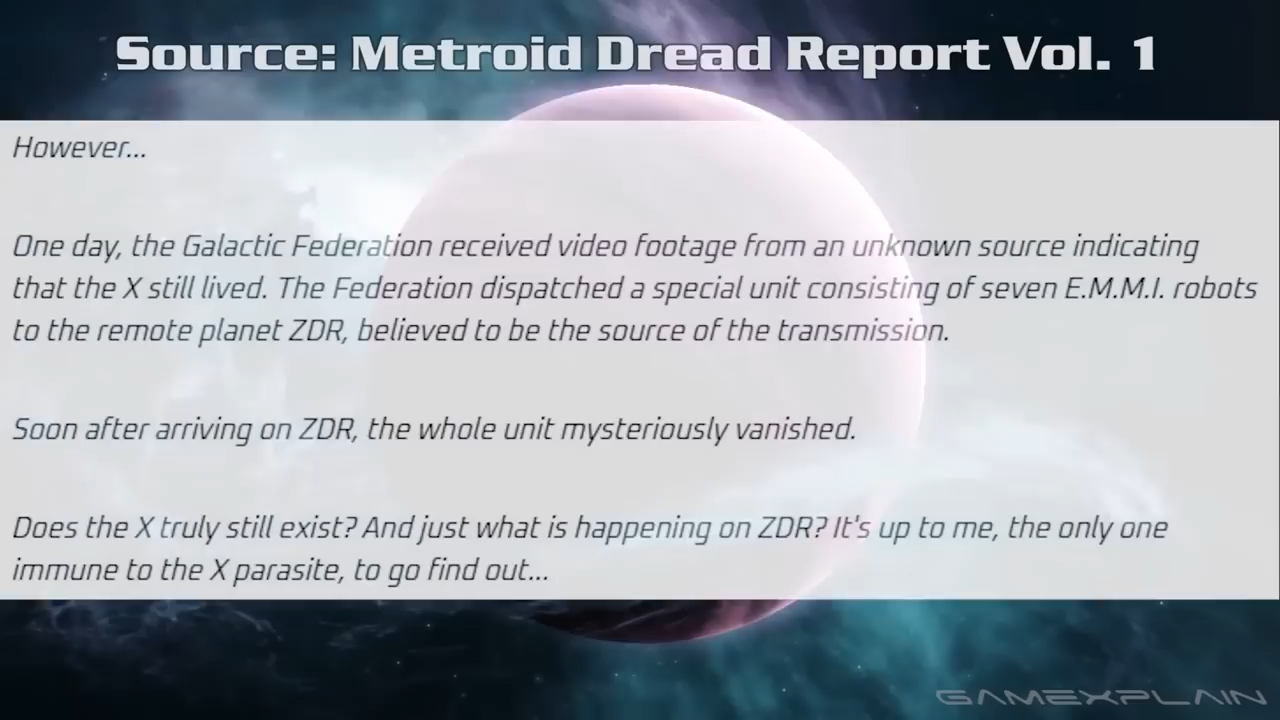 Source: Metroid Dread Report Vol. 1
However...
One day, the Galactic Federation received video footage from an unknown source indicating
that the X still lived. The Federation dispatched a special unit consisting of seven E.M.M.I. robots
to the remote planet ZDR, believed to be the source of the transmission.
Soon after arriving on ZDR, the whole unit mysteriously vanished.
Does the X truly still exist? And just what is happening on ZDR? It's up to me, the only one
immune to the X parasite, to go find out...
GAMEXPLAIN